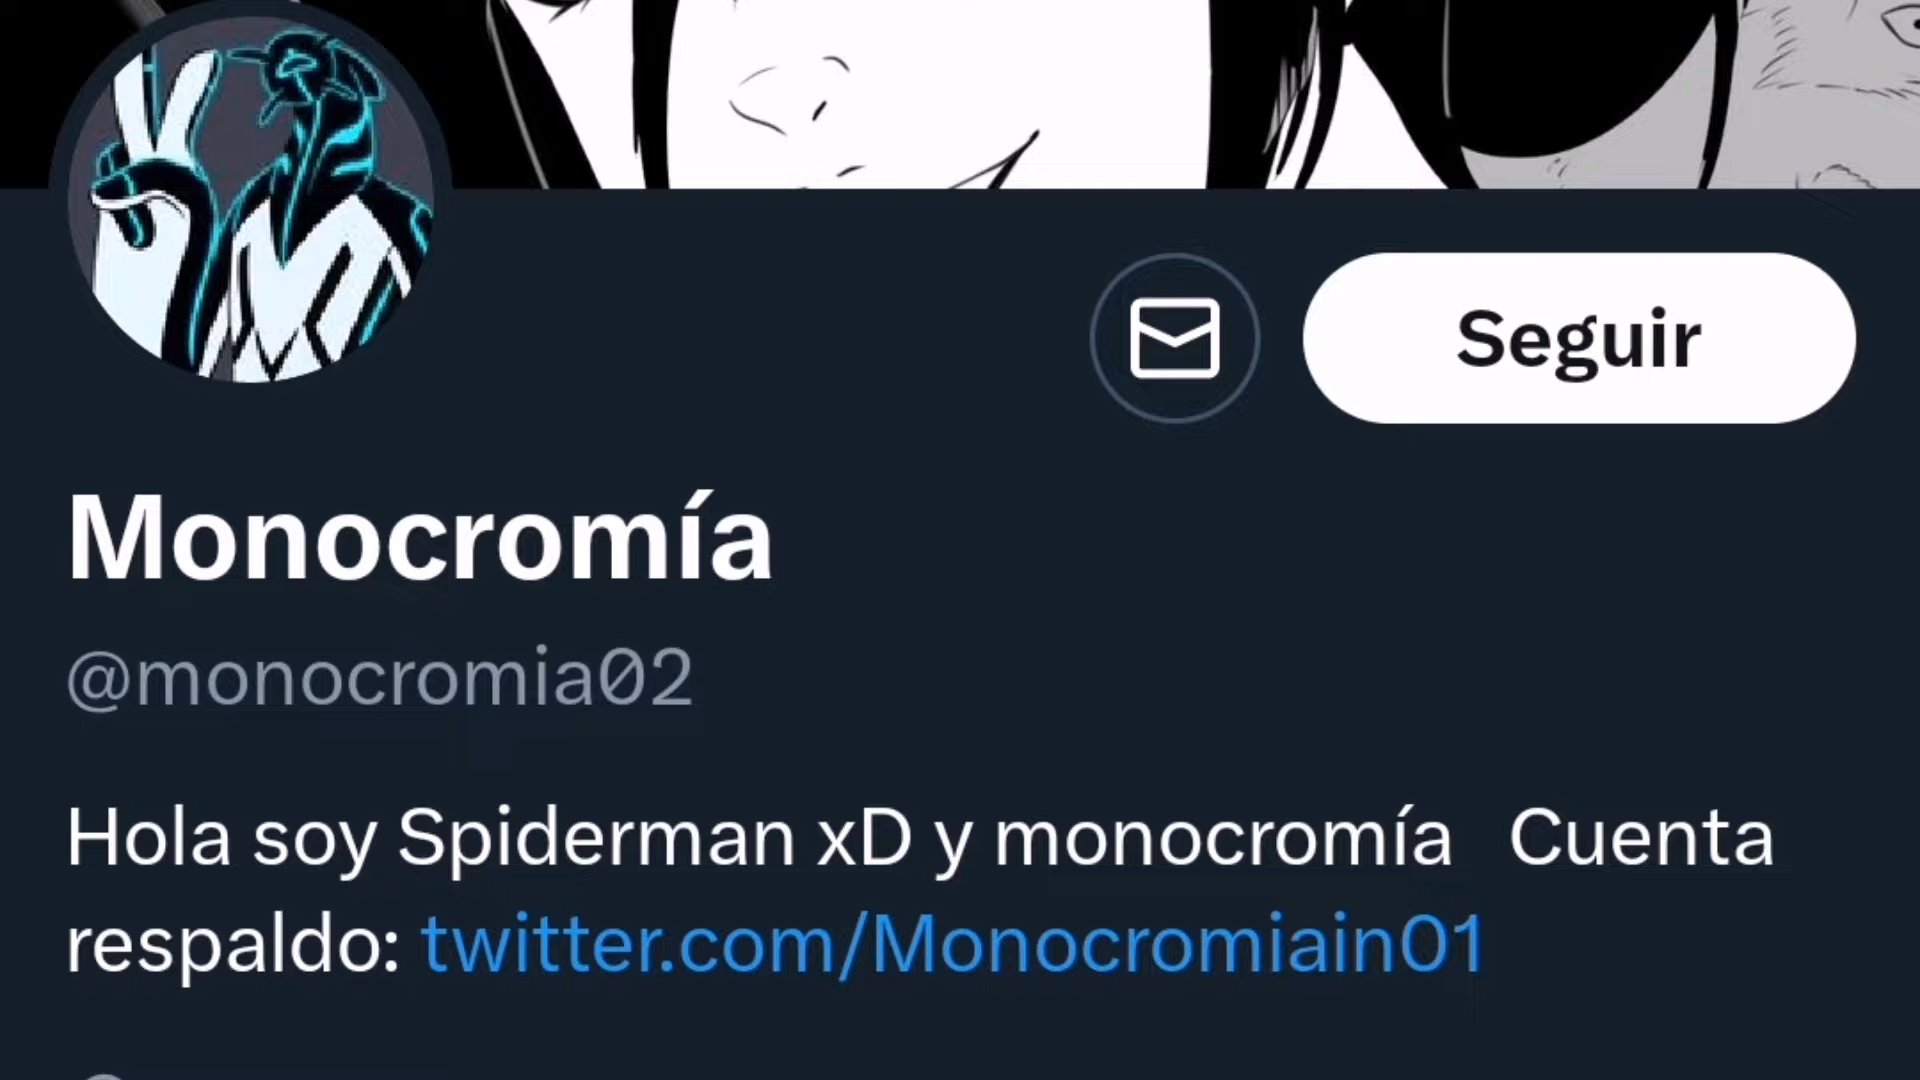 Seguir
Monocromía
@monocromia02
Hola soy Spiderman xD y monocromía Cuenta
respaldo: twitter.com/Monocromiain01